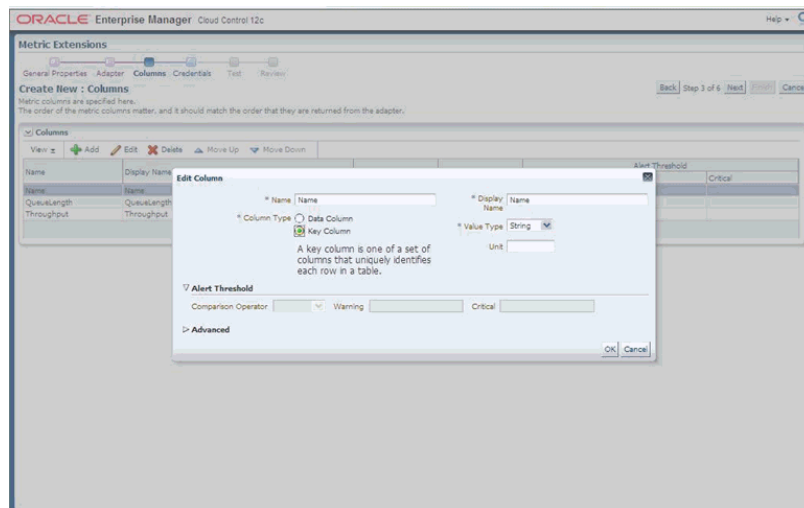 ORACLE Enterprise Manager Cloud Control 12c
Help
Metric Extensions
General Properties Adapter Columns Credentials Test Review
Create New : Columns
Back Step 3 of 6 Next Finish Cance
Metric columns are specified here.
The order of the metric columns matter, and it should match the order that they are returned from the adapter.
Columns
View Add Edit Delete Move Up Move Down
Name Display Name Alert Threshold
Critical
Name Name
QueueLength QueueLength
Throughput Throughput
Edit Column
* Name Name
* Display Name Name
* Column Type Data Column
Key Column
* Value Type String
Unit
A key column is one of a set of
columns that uniquely identifies
each row in a table.
Alert Threshold
Comparison Operator Warning Critical
Advanced
OK Cancel